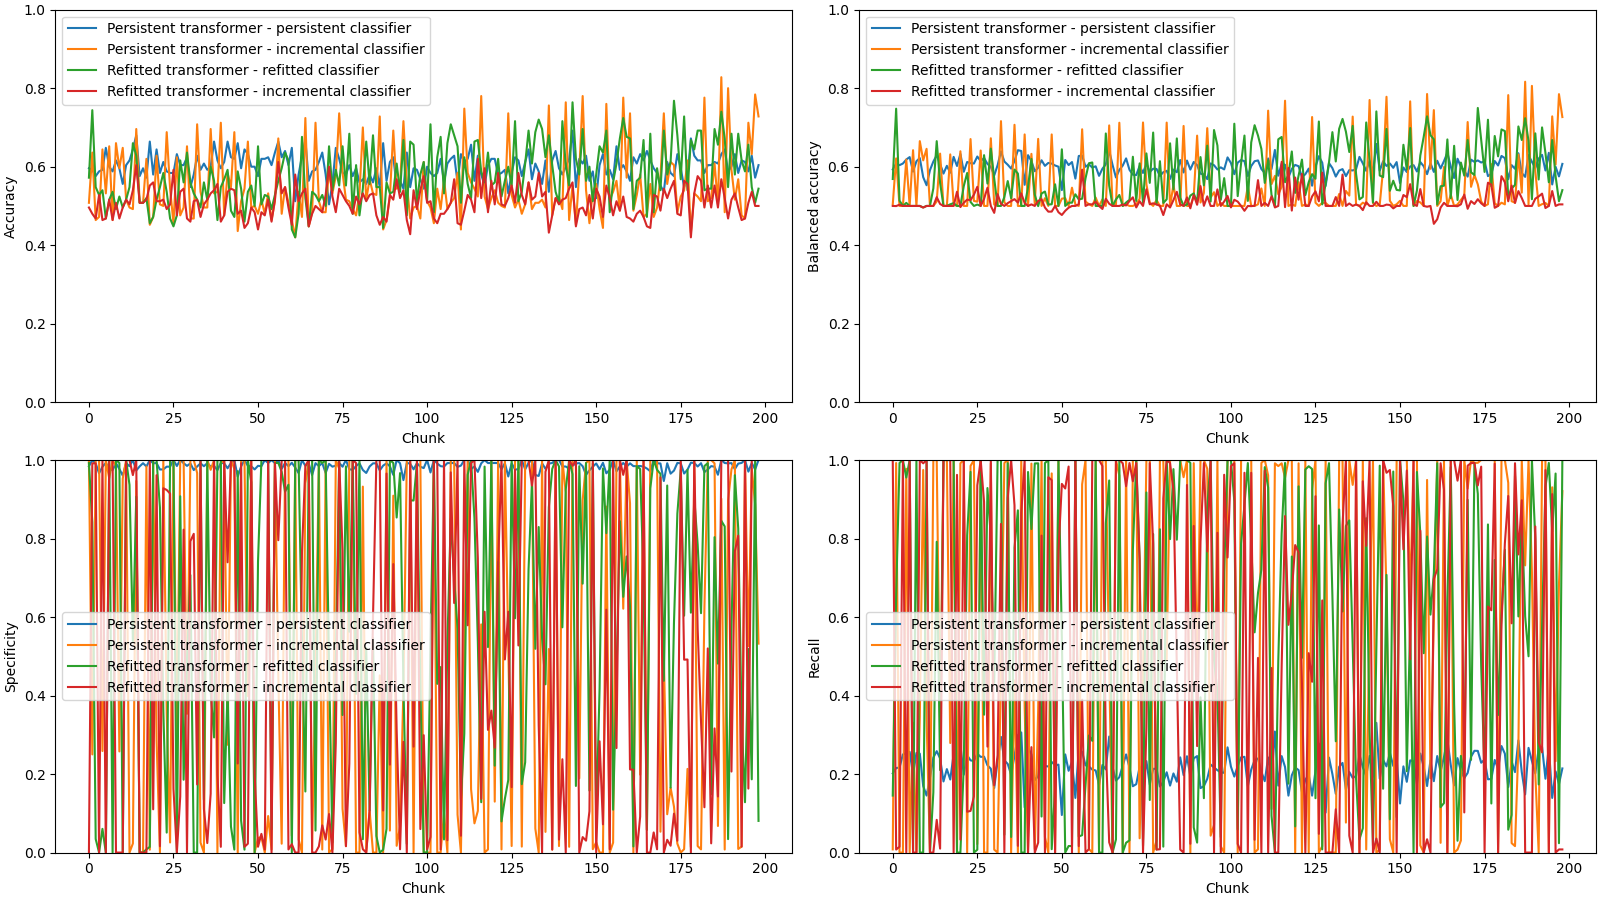 1.0
0.8
0.6
0.4
0.2
0.0
Accuracy
Persistent transformer - persistent classifier
Persistent transformer - incremental classifier
Refitted transformer - refitted classifier
Refitted transformer - incremental classifier
0 25 50 75 100 125 150 175 200
Chunk
1.0
0.8
0.6
0.4
0.2
0.0
Balanced accuracy
Persistent transformer - persistent classifier
Persistent transformer - incremental classifier
Refitted transformer - refitted classifier
Refitted transformer - incremental classifier
0 25 50 75 100 125 150 175 200
Chunk
1.0
0.8
0.6
0.4
0.2
0.0
Specificity
Persistent transformer - persistent classifier
Persistent transformer - incremental classifier
Refitted transformer - refitted classifier
Refitted transformer - incremental classifier
0 25 50 75 100 125 150 175 200
Chunk
1.0
0.8
0.6
0.4
0.2
0.0
Recall
Persistent transformer - persistent classifier
Persistent transformer - incremental classifier
Refitted transformer - refitted classifier
Refitted transformer - incremental classifier
0 25 50 75 100 125 150 175 200
Chunk